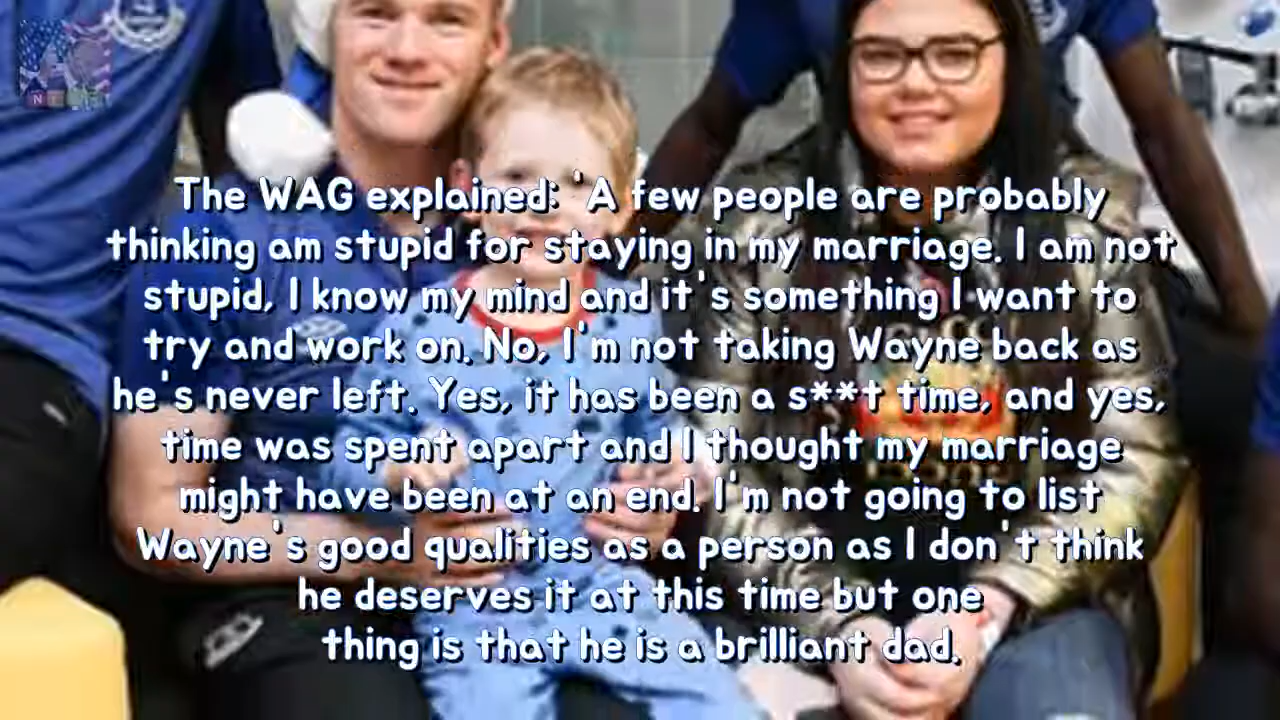 The WAG explained: 'A few people are probably
thinking am stupid for staying in my marriage. I am not
stupid, I know my mind and it's something I want to
try and work on. No, I'm not taking Wayne back as
he's never left. Yes, it has been a s**t time, and yes,
time was spent apart and I thought my marriage
might have been at an end. I'm not going to list
Wayne's good qualities as a person as I don't think
he deserves it at this time but one
thing is that he is a brilliant dad.